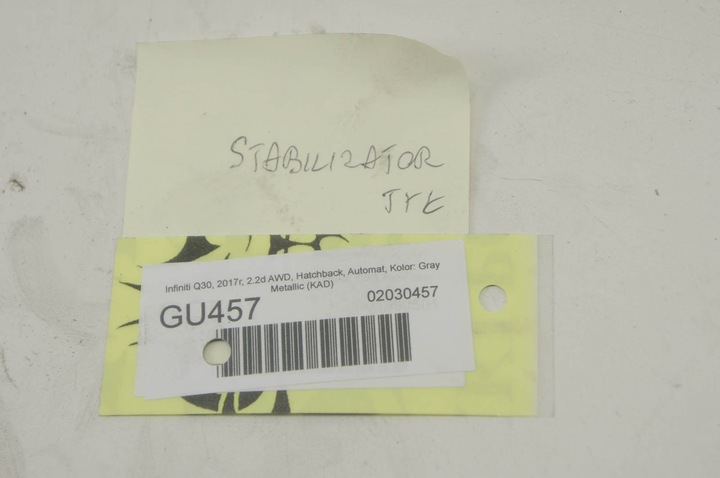 STABILIZATOR
TYŁ
Infiniti Q30, 2017r, 2.2d AWD, Hatchback, Automat, Kolor: Gray
Metallic (KAD)
GU457
02030457